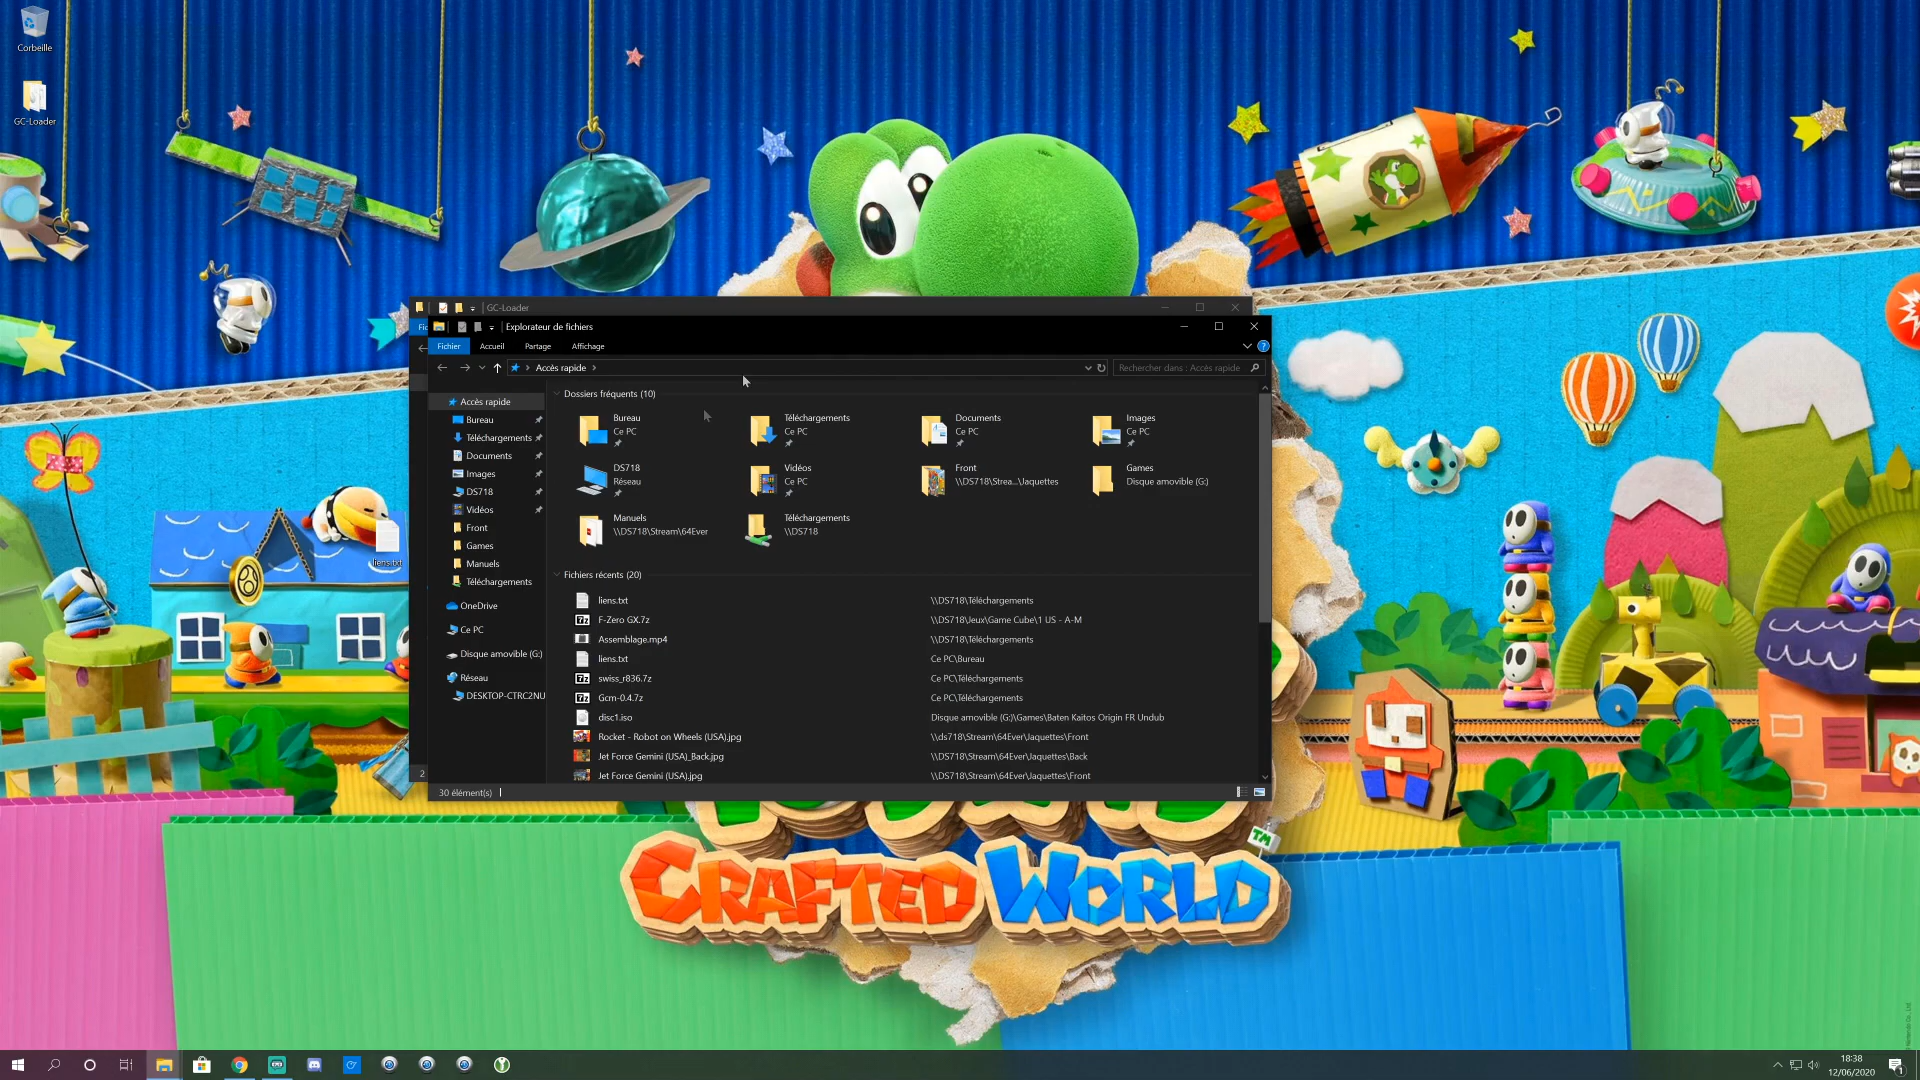 Corbeille
GC-Loader
liens.txt
GC-Loader
Explorateur de fichiers
Fichier Accueil Partage Affichage
Accès rapide
Rechercher dans : Accès rapide
Accès rapide
Bureau
Téléchargements
Documents
Images
DS718
Vidéos
Front
Games
Manuels
Téléchargements
OneDrive
Ce PC
Disque amovible (G:)
Réseau
DESKTOP-CTRC2NU
Dossiers fréquents (10)
Bureau
Ce PC
Téléchargements
Ce PC
Documents
Ce PC
Images
Ce PC
DS718
Réseau
Vidéos
Ce PC
Front
\\DS718\Strea...\Jaquettes
Games
Disque amovible (G:)
Manuels
\\DS718\Stream\64Ever
Téléchargements
\\DS718
Fichiers récents (20)
liens.txt \\DS718\Téléchargements
F-Zero GX.7z \\DS718\Jeux\Game Cube\1 US - A-M
Assemblage.mp4 \\DS718\Téléchargements
liens.txt Ce PC\Bureau
swiss_r836.7z Ce PC\Téléchargements
Gcm-0.4.7z Ce PC\Téléchargements
disc1.iso Disque amovible (G:)\Games\Baten Kaitos Origin FR Undub
Rocket - Robot on Wheels (USA).jpg \\ds718\Stream\64Ever\Jaquettes\Front
Jet Force Gemini (USA)_Back.jpg \\DS718\Stream\64Ever\Jaquettes\Back
Jet Force Gemini (USA).jpg \\DS718\Stream\64Ever\Jaquettes\Front
30 élément(s)
2
TM
CRAFTED WORLD
18:38
12/06/2020
1